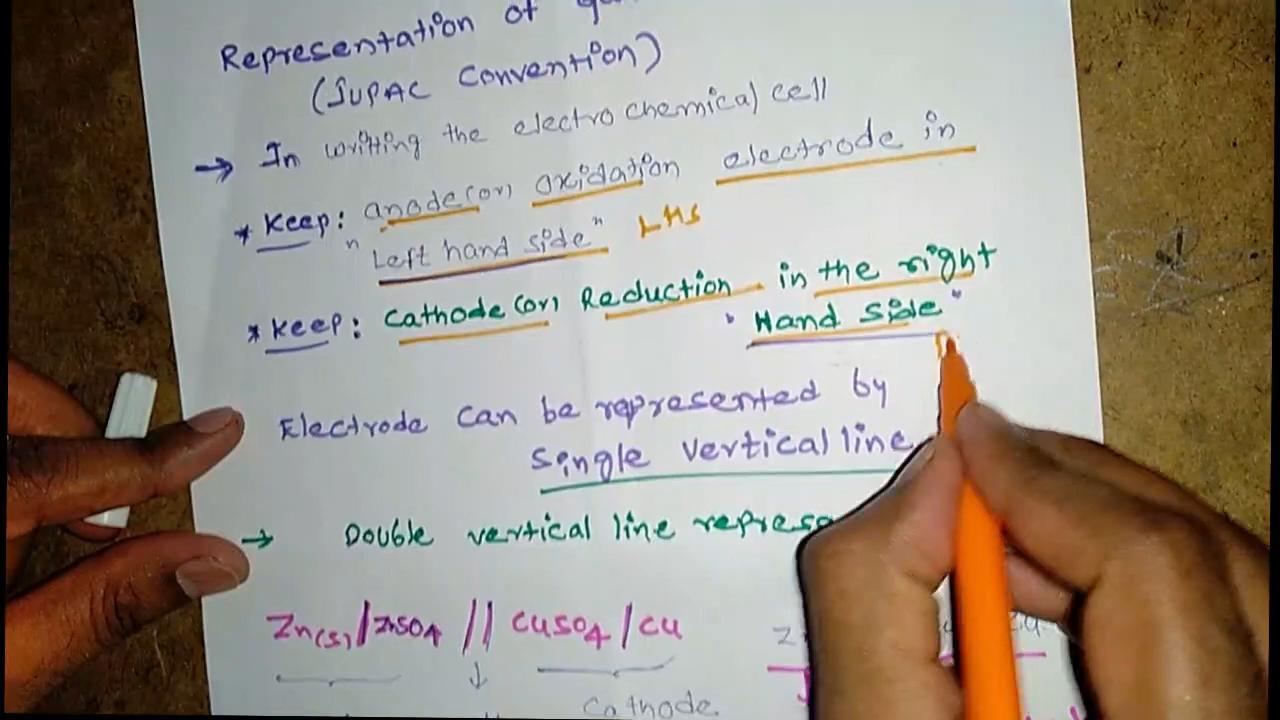 Representation of
(IUPAC Convention)
→ In writting the electro chemical cell
* Keep: anode (or) oxidation electrode in
"Left hand side" LHS
* Keep: Cathode (or) Reduction in the right
"Hand Side"
Electrode can be represented by
Single vertical line
→ Double vertical line
Zn(s)/ZnSO4 // CuSO4/Cu
↓
Cathode